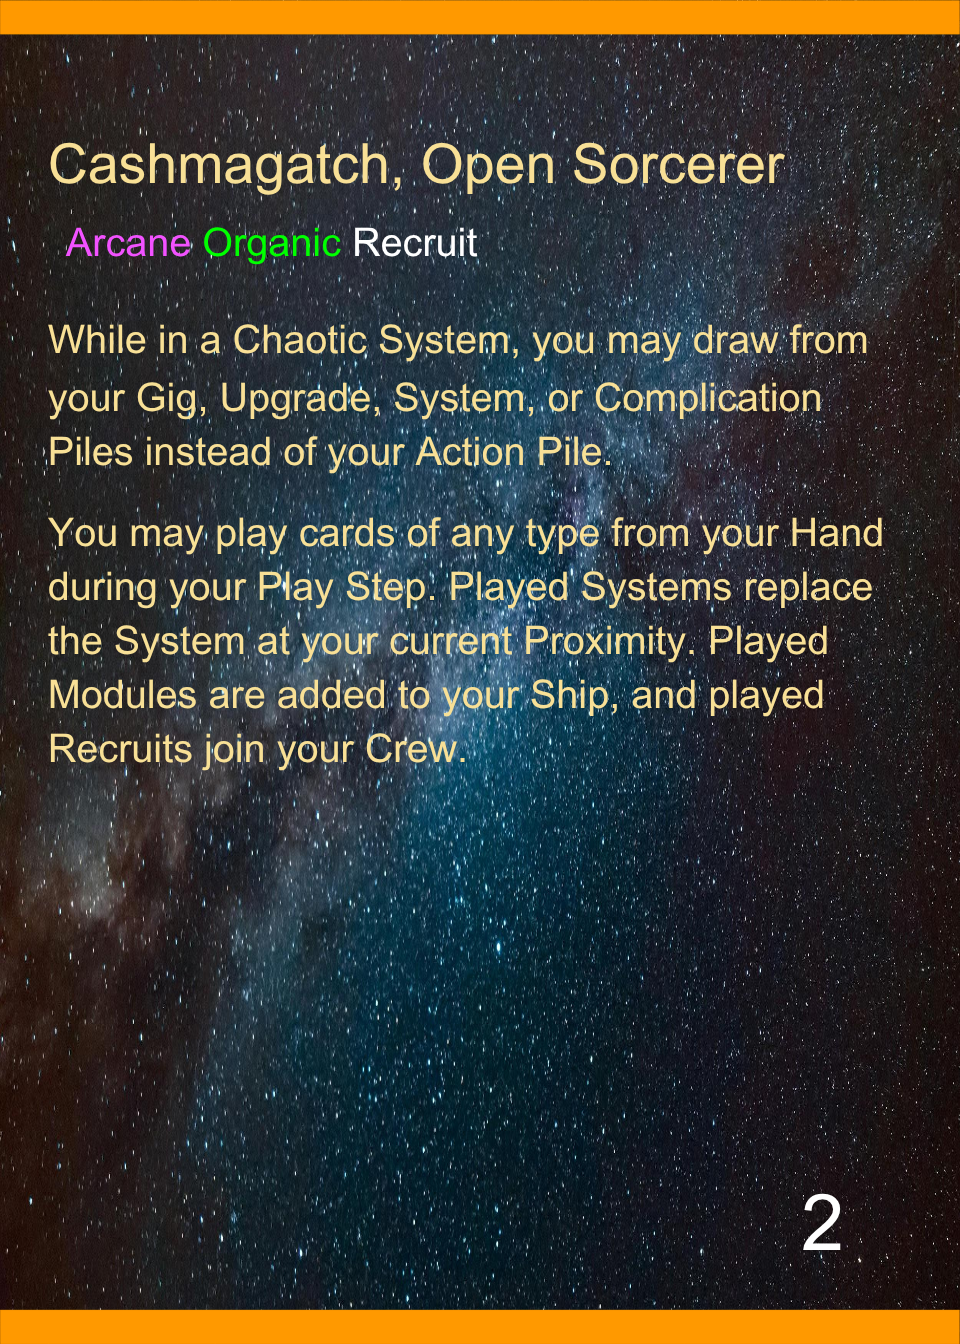 Cashmagatch, Open Sorcerer
Arcane Organic Recruit
While in a Chaotic System, you may draw from
your Gig, Upgrade, System, or Complication
Piles instead of your Action Pile.
You may play cards of any type from your Hand
during your Play Step. Played Systems replace
the System at your current Proximity. Played
Modules are added to your Ship, and played
Recruits join your Crew.
2